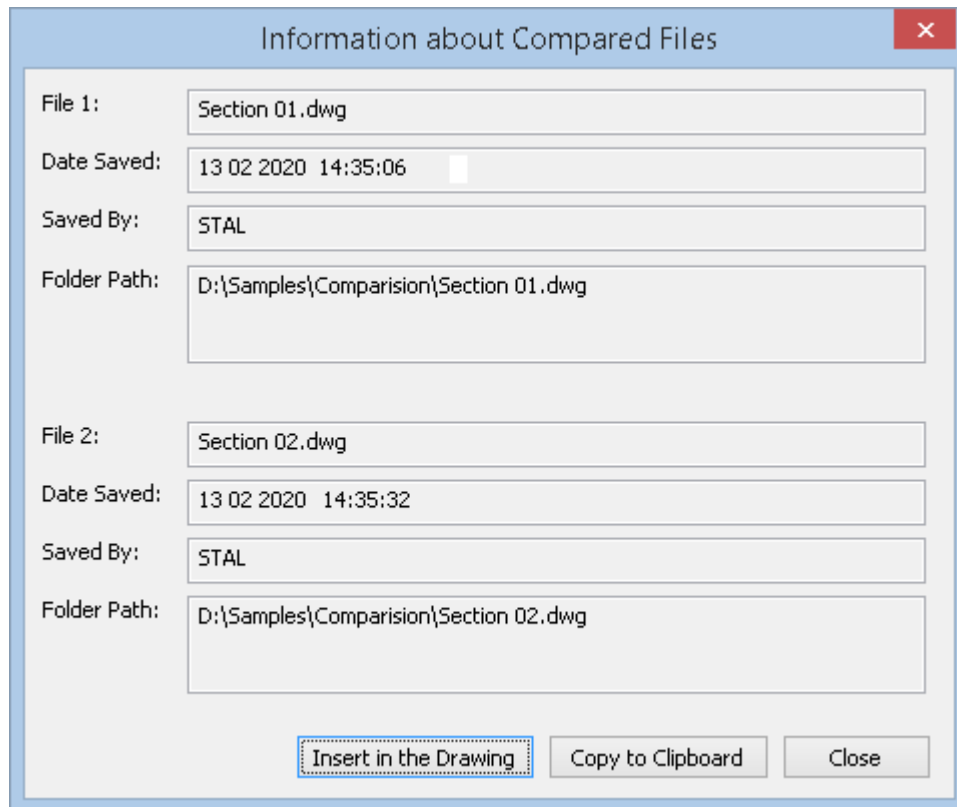 Information about Compared Files
File 1: Section 01.dwg
Date Saved: 13 02 2020 14:35:06
Saved By: STAL
Folder Path: D:\Samples\Comparision\Section 01.dwg
File 2: Section 02.dwg
Date Saved: 13 02 2020 14:35:32
Saved By: STAL
Folder Path: D:\Samples\Comparision\Section 02.dwg
Insert in the Drawing Copy to Clipboard Close